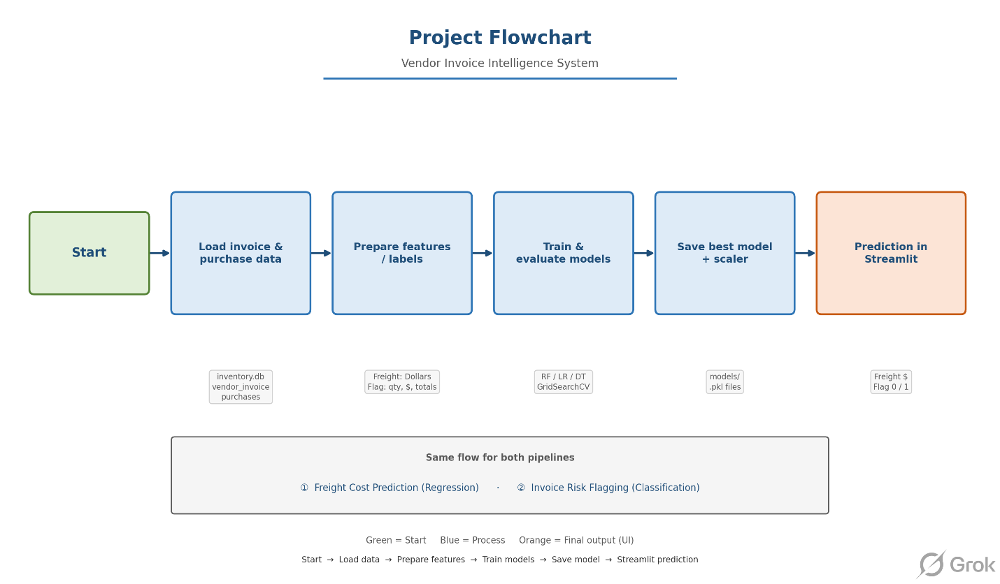 Project Flowchart
Vendor Invoice Intelligence System
Start
Load invoice &
purchase data
Prepare features
/ labels
Train &
evaluate models
Save best model
+ scaler
Prediction in
Streamlit
inventory.db
vendor_invoice
purchases
Freight: Dollars
Flag: qty, $, totals
RF / LR / DT
GridSearchCV
models/
.pkl files
Freight $
Flag 0 / 1
Same flow for both pipelines
① Freight Cost Prediction (Regression) · ② Invoice Risk Flagging (Classification)
Green = Start Blue = Process Orange = Final output (UI)
Start → Load data → Prepare features → Train models → Save model → Streamlit prediction
Grok